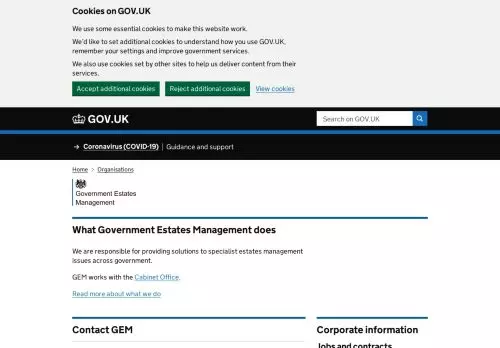 Cookies on GOV.UK
We use some essential cookies to make this website work.
We'd like to set additional cookies to understand how you use GOV.UK,
remember your settings and improve government services.
We also use cookies set by other sites to help us deliver content from their
services.
Accept additional cookies Reject additional cookies View cookies
GOV.UK Search on GOV.UK
→ Coronavirus (COVID-19) | Guidance and support
Home > Organisations
Government Estates
Management
What Government Estates Management does
We are responsible for providing solutions to specialist estates management
issues across government.
GEM works with the Cabinet Office.
Read more about what we do
Contact GEM Corporate information
Jobs and contracts